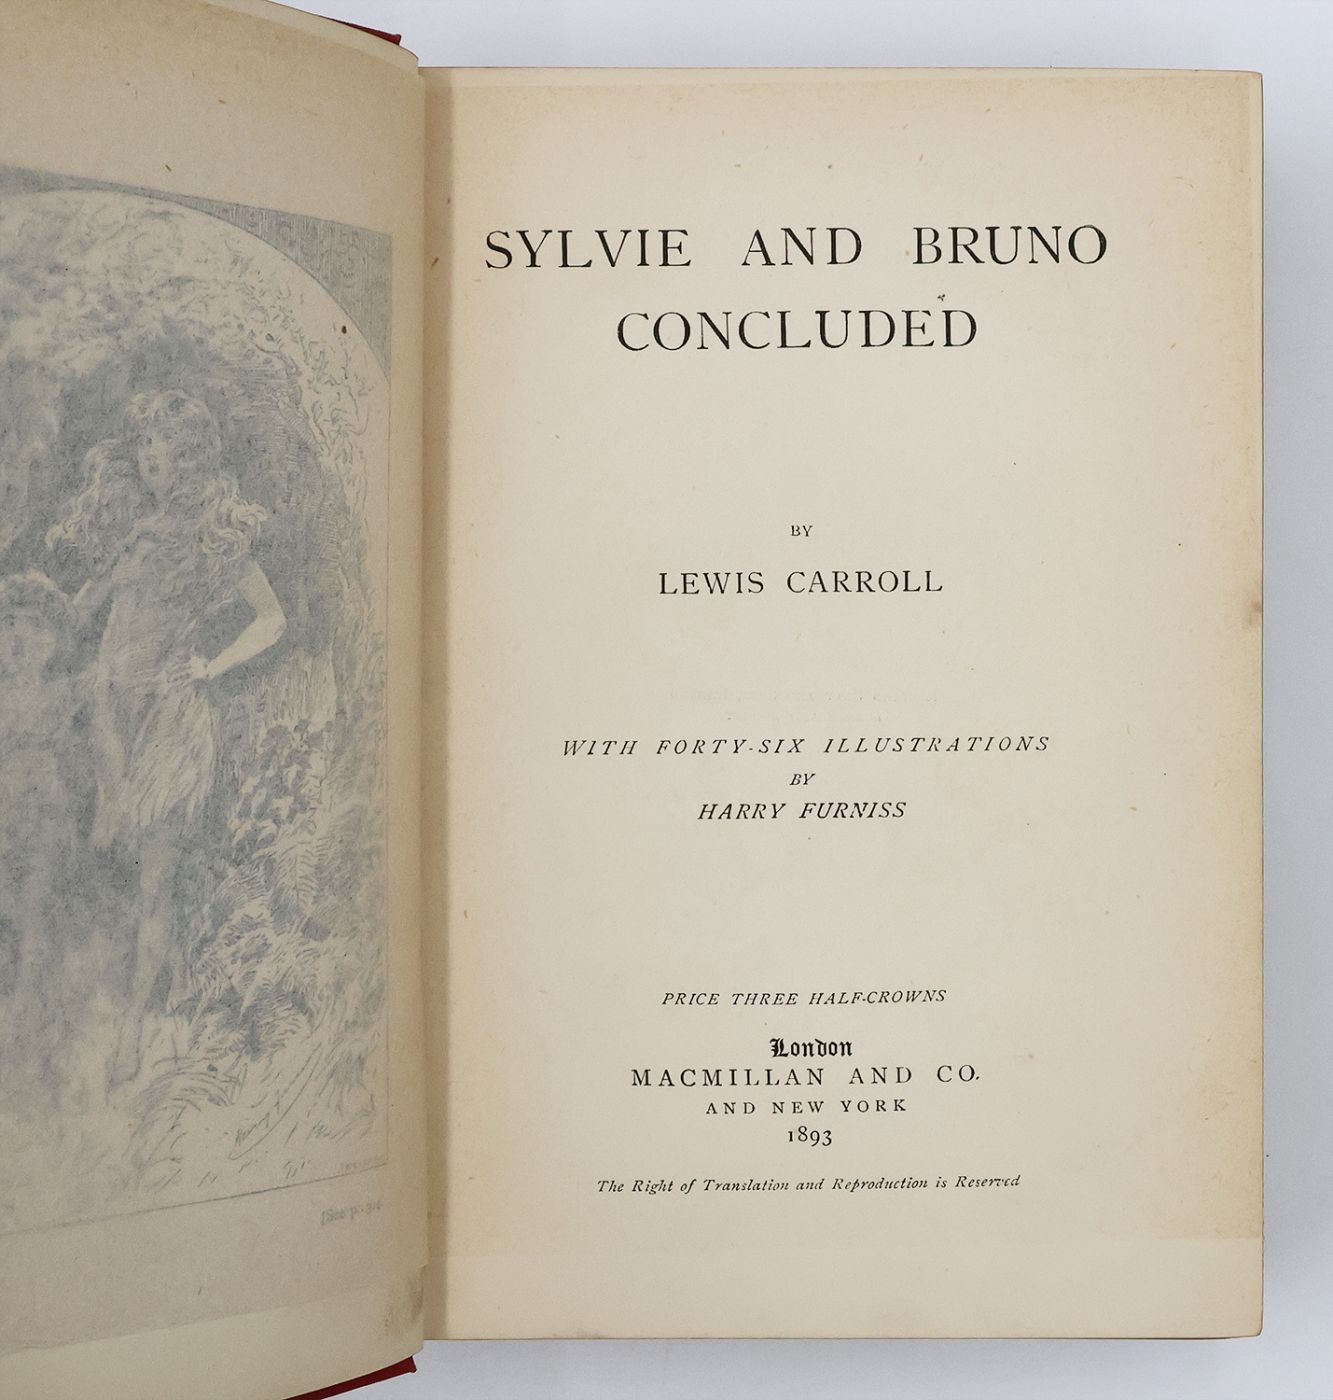 SYLVIE AND BRUNO
CONCLUDED
BY
LEWIS CARROLL
WITH FORTY-SIX ILLUSTRATIONS
BY
HARRY FURNISS
PRICE THREE HALF-CROWNS
London
MACMILLAN AND CO.
AND NEW YORK
1893
The Right of Translation and Reproduction is Reserved
[See p.